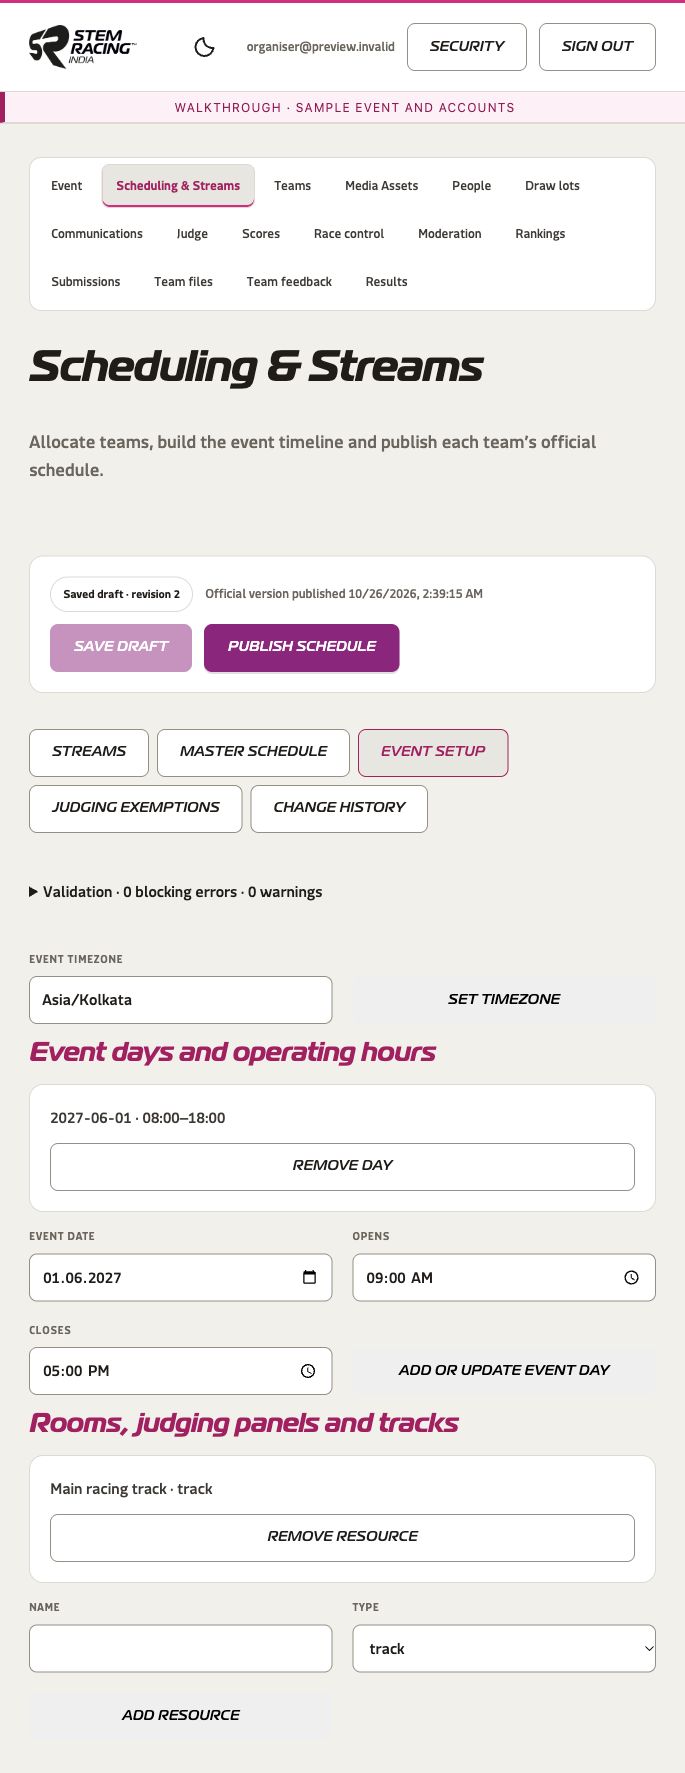 STEM
RACING™
INDIA
organiser@preview.invalid
SECURITY
SIGN OUT
WALKTHROUGH · SAMPLE EVENT AND ACCOUNTS
Event Scheduling & Streams Teams Media Assets People Draw lots
Communications Judge Scores Race control Moderation Rankings
Submissions Team files Team feedback Results
Scheduling & Streams
Allocate teams, build the event timeline and publish each team’s official
schedule.
Saved draft · revision 2 Official version published 10/26/2026, 2:39:15 AM
SAVE DRAFT PUBLISH SCHEDULE
STREAMS MASTER SCHEDULE EVENT SETUP
JUDGING EXEMPTIONS CHANGE HISTORY
Validation · 0 blocking errors · 0 warnings
EVENT TIMEZONE
Asia/Kolkata SET TIMEZONE
Event days and operating hours
2027-06-01 · 08:00–18:00
REMOVE DAY
EVENT DATE OPENS
01.06.2027 09:00 AM
CLOSES
05:00 PM ADD OR UPDATE EVENT DAY
Rooms, judging panels and tracks
Main racing track · track
REMOVE RESOURCE
NAME TYPE
track
ADD RESOURCE